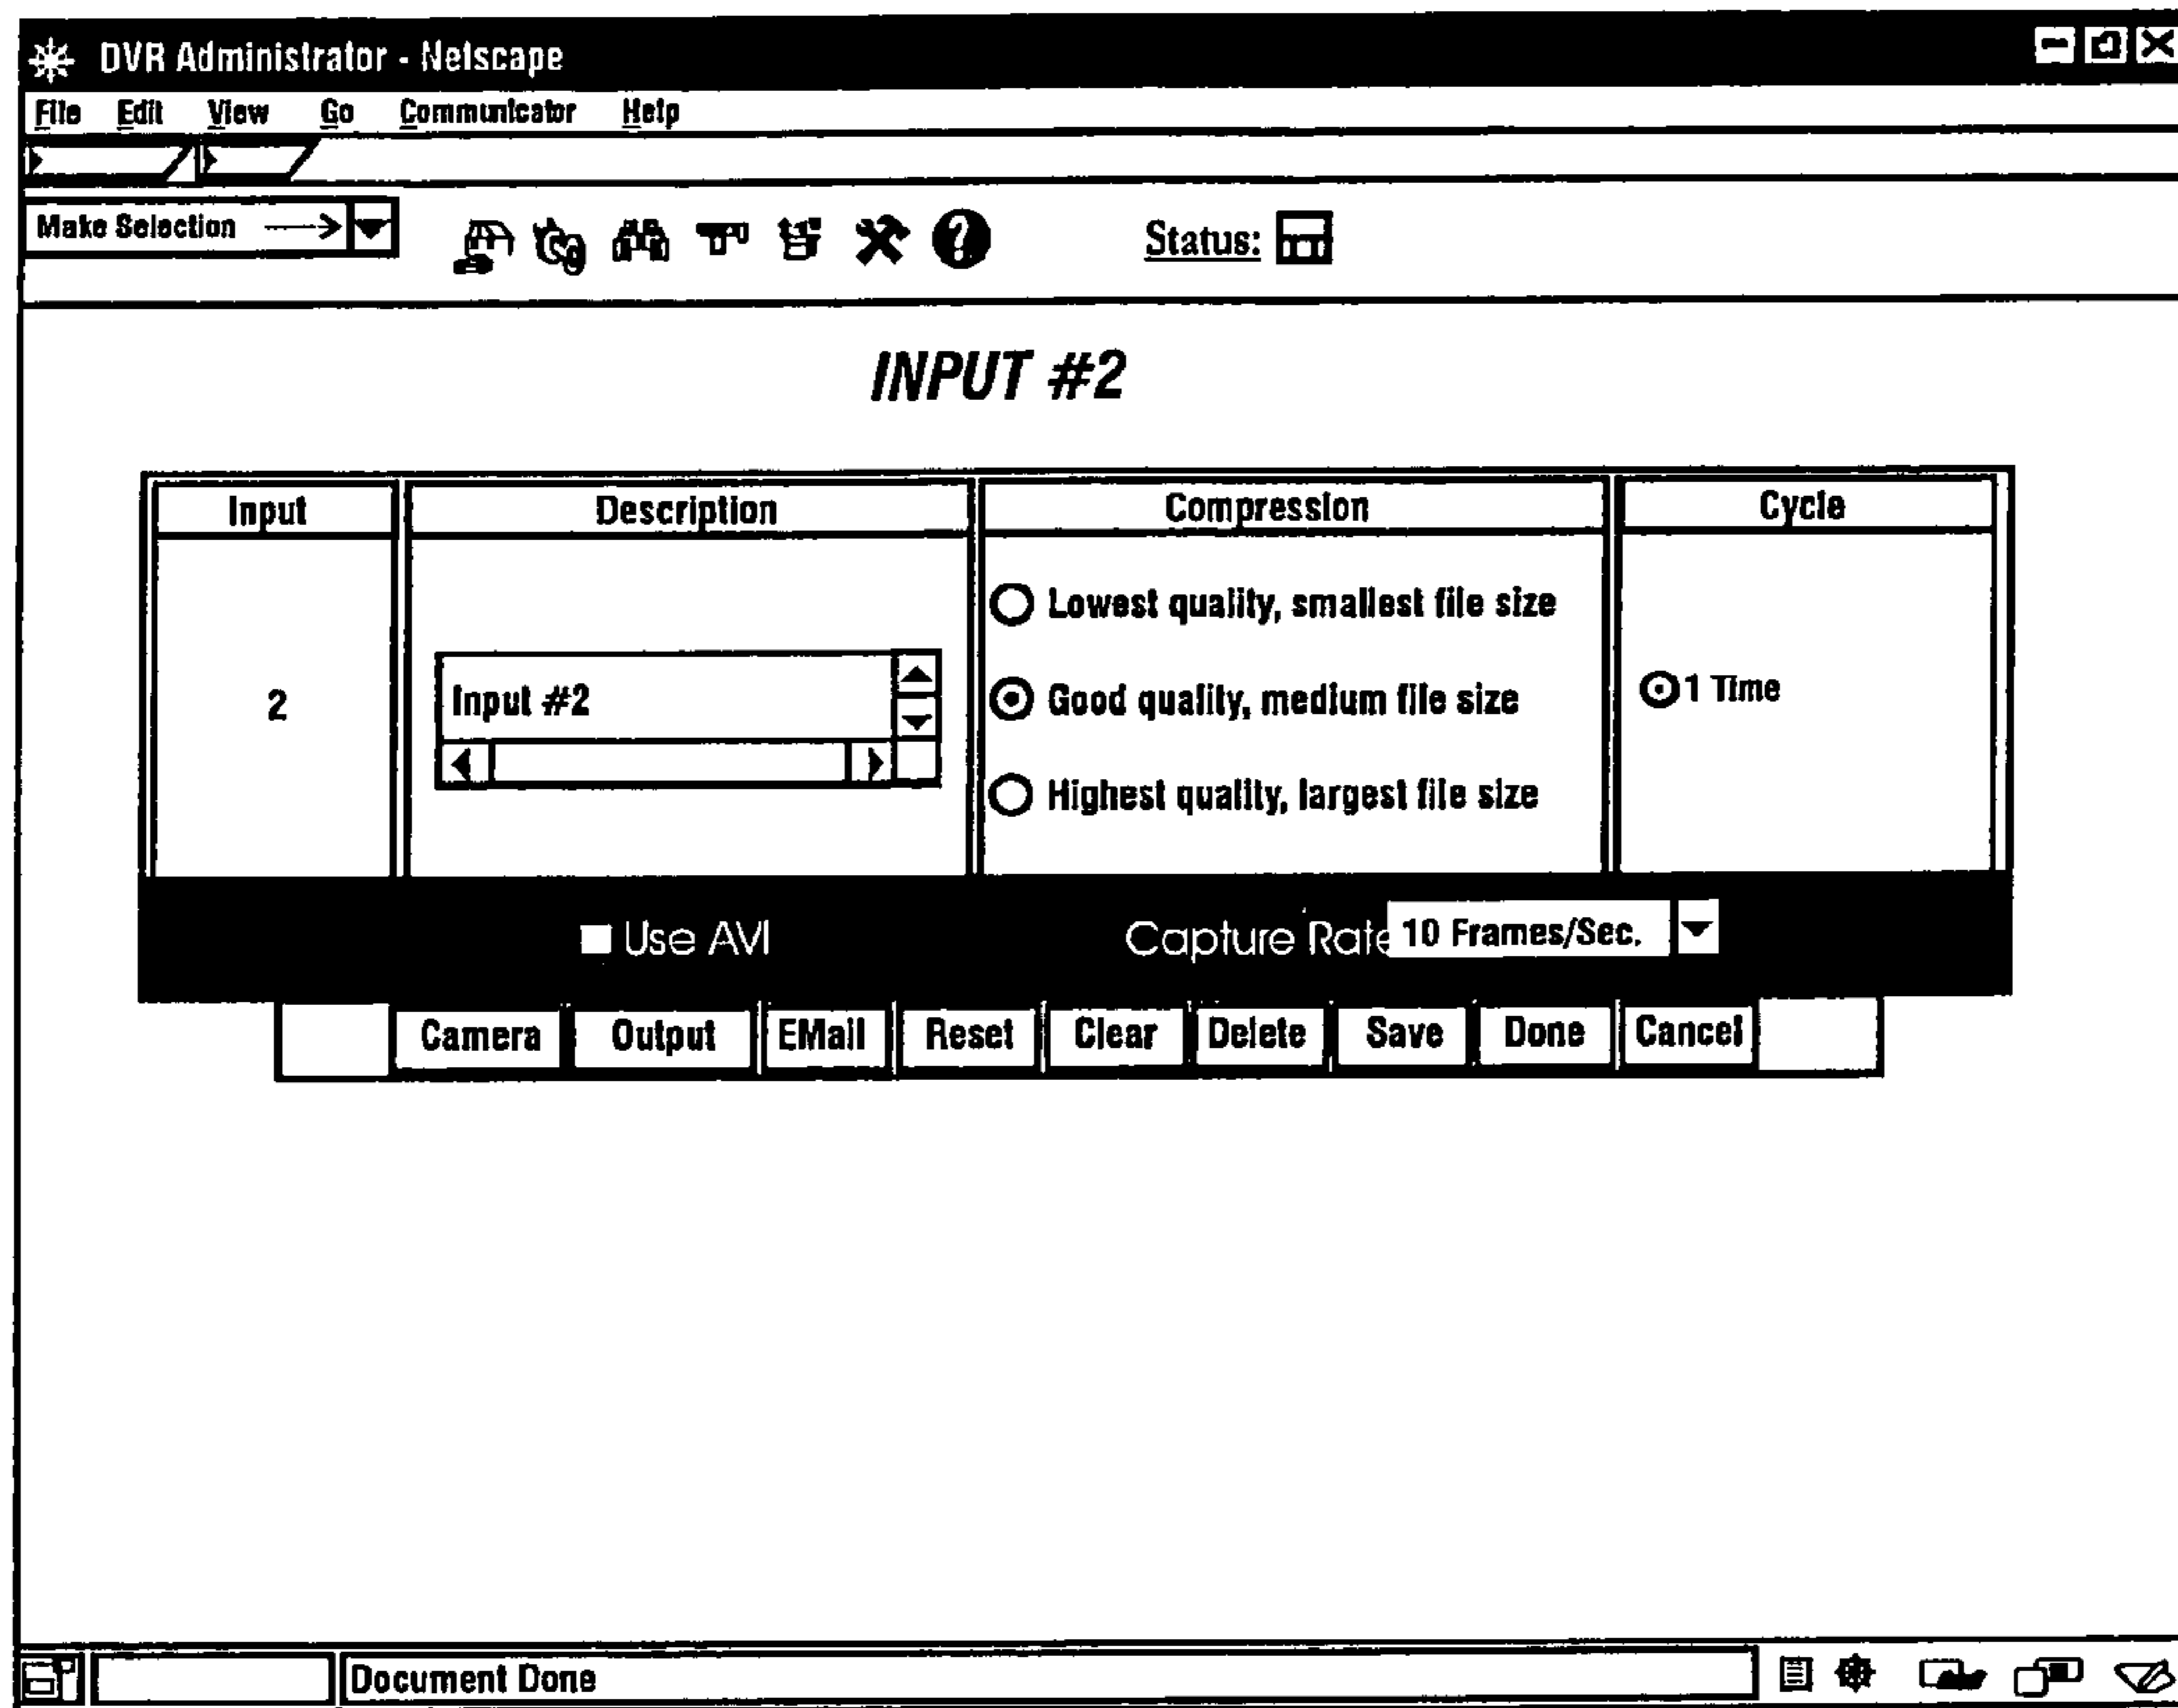 DVR Administrator - Netscape
File Edit View Go Communicator Help
Make Selection
Status:
INPUT #2
Input Description Compression Cycle
Lowest quality, smallest file size
2 Input #2 Good quality, medium file size 1 Time
Highest quality, largest file size
Use AVI Capture Rate 10 Frames/Sec.
Camera Output EMail Reset Clear Delete Save Done Cancel
Document Done